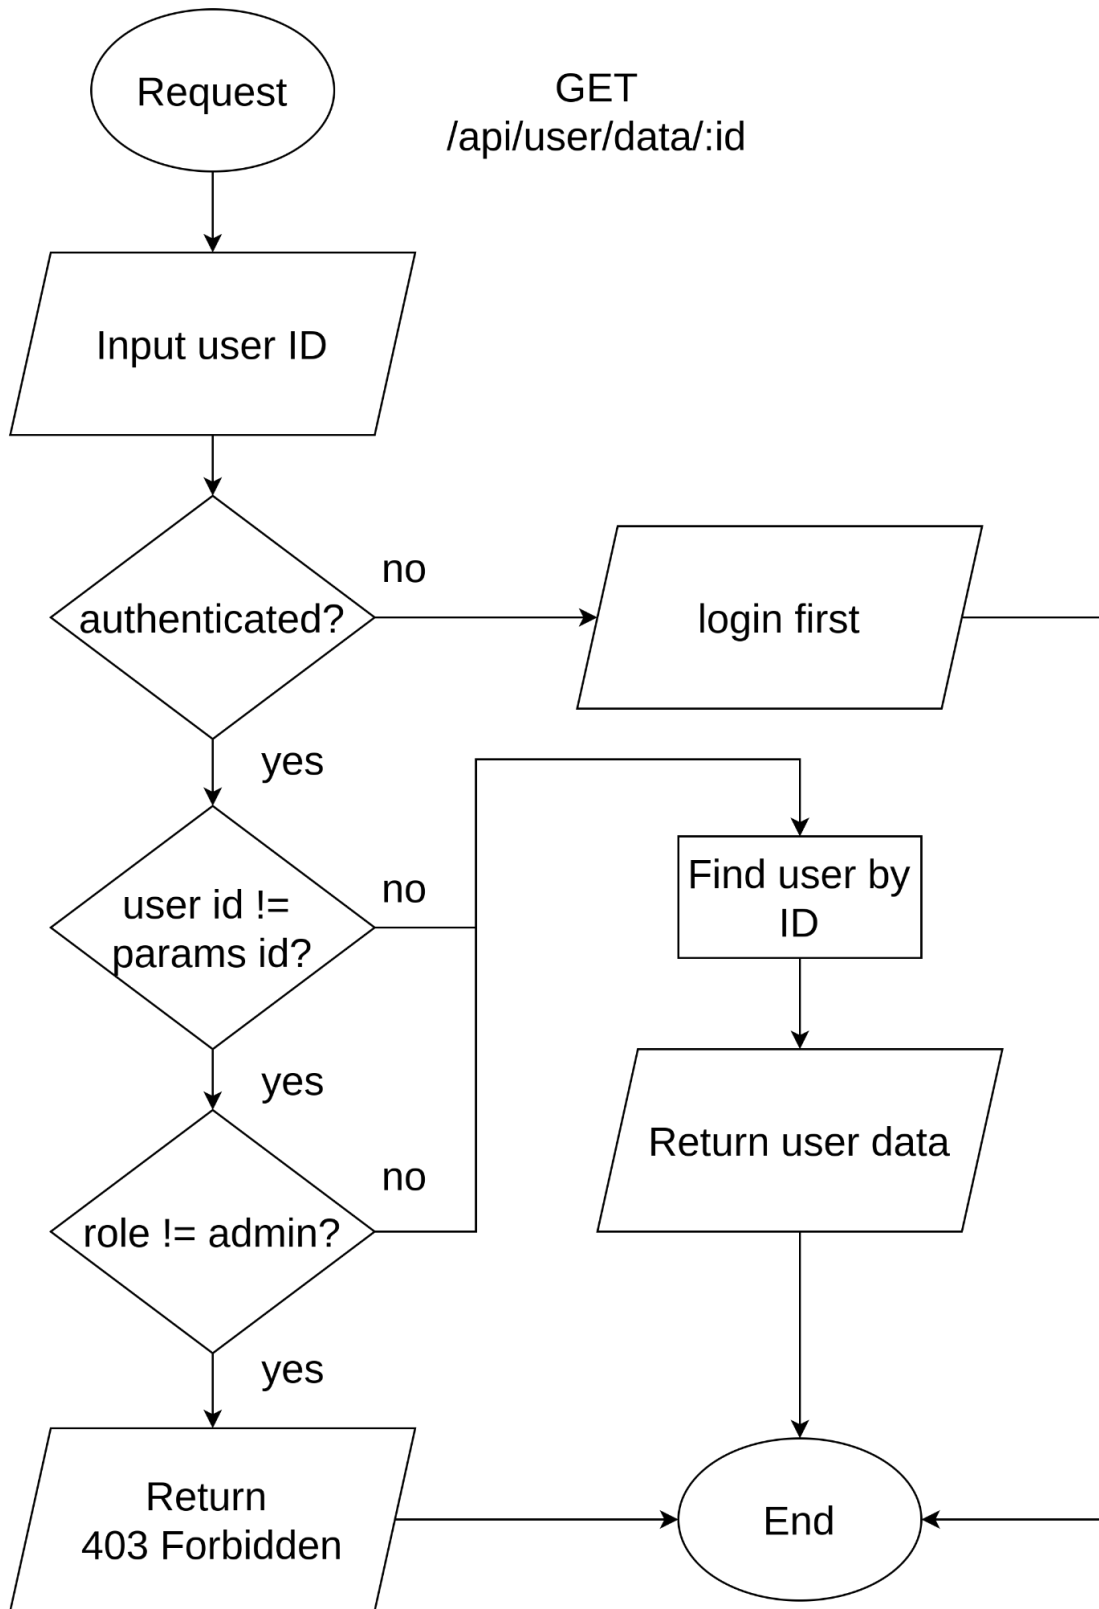 Request
GET
/api/user/data/:id
Input user ID
authenticated?
no
login first
yes
user id !=
params id?
no
Find user by
ID
yes
Return user data
role != admin?
no
yes
Return
403 Forbidden
End